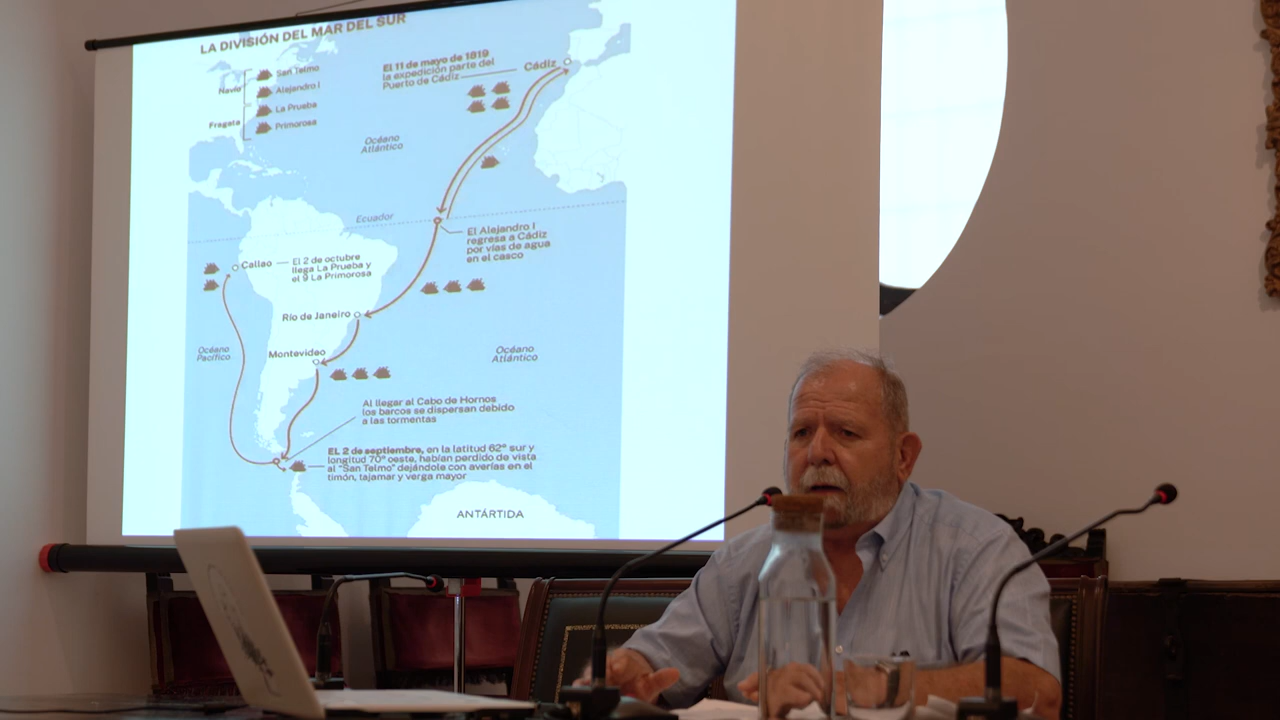 LA DIVISIÓN DEL MAR DEL SUR
Navío
San Telmo
Alejandro I
Fragata
La Prueba
Primorosa
El 11 de mayo de 1819
la expedición parte del
Puerto de Cádiz
Cádiz
Océano
Atlántico
Ecuador
El Alejandro I
regresa a Cádiz
por vías de agua
en el casco
Callao
El 2 de octubre
llega La Prueba y
el 9 La Primorosa
Río de Janeiro
Montevideo
Océano
Pacífico
Océano
Atlántico
Al llegar al Cabo de Hornos
los barcos se dispersan debido
a las tormentas
EL 2 de septiembre, en la latitud 62° sur y
longitud 70° oeste, habían perdido de vista
al "San Telmo" dejándole con averías en el
timón, tajamar y verga mayor
ANTÁRTIDA